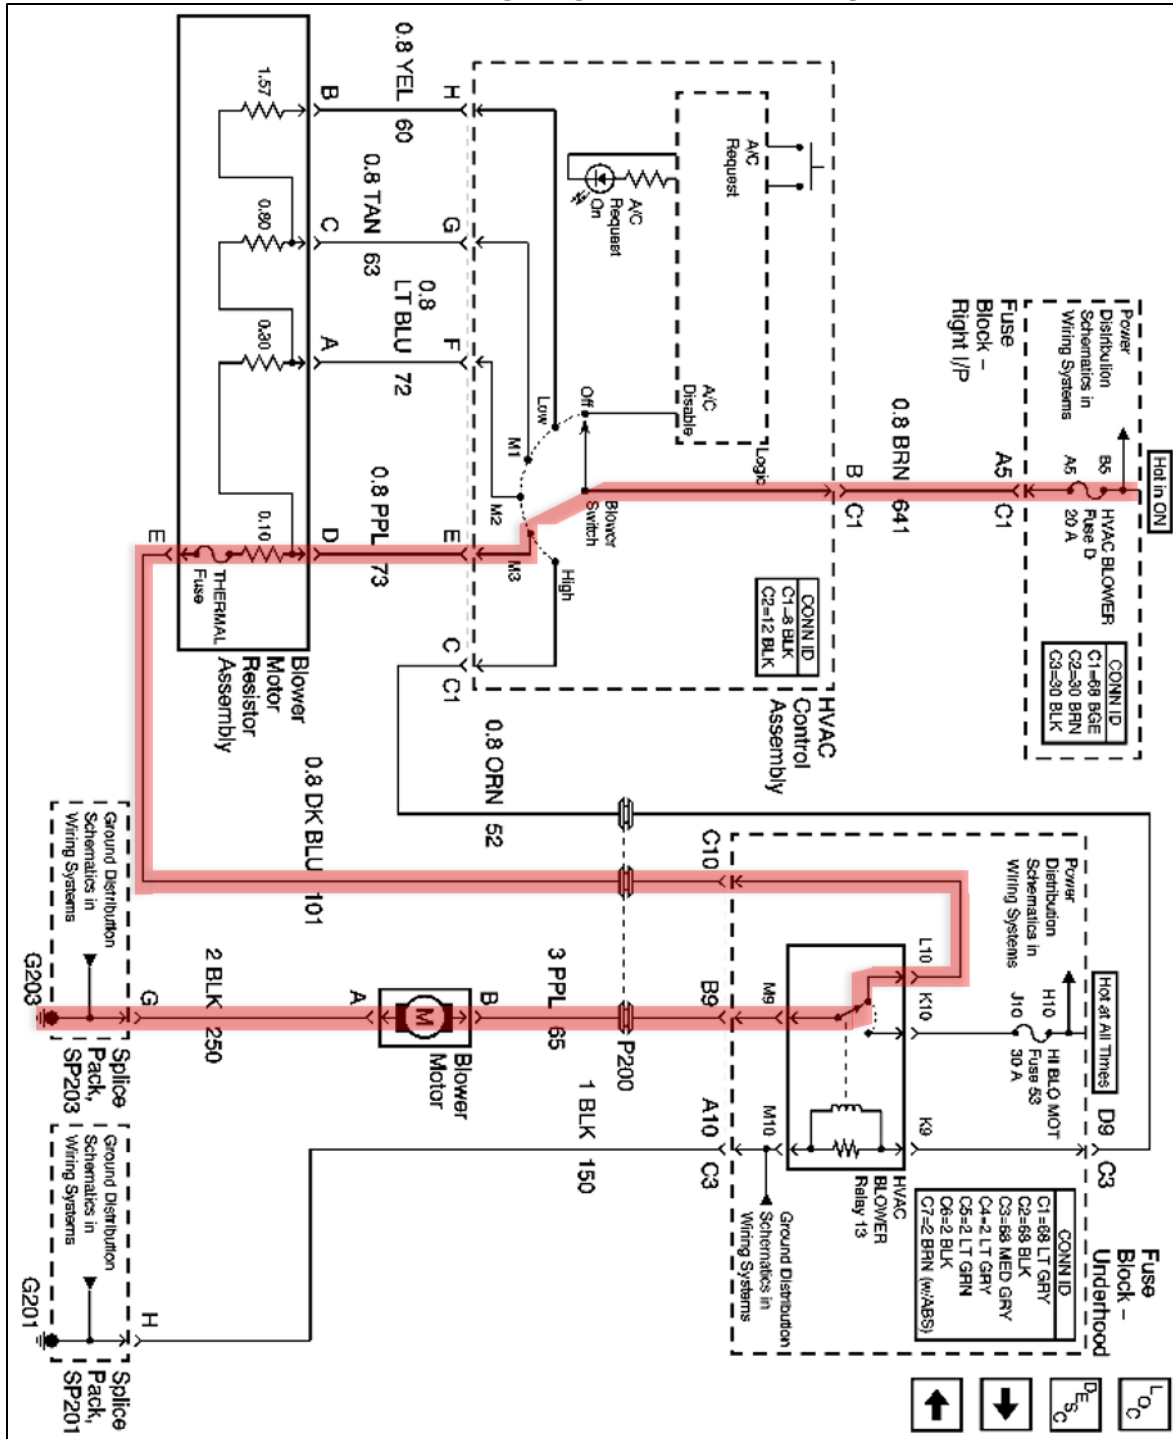 Hot in ON
Power
Distribution
Schematics in
Wiring Systems
B5
A5
HVAC BLOWER
Fuse D
20 A
Fuse
Block –
Right I/P
CONN ID
C1=68 BGE
C2=30 BRN
C3=30 BLK
A5
C1
0.8 BRN
641
B
C1
LOC
DESC
Fuse
Block –
Underhood
Hot at All Times
Power
Distribution
Schematics in
Wiring Systems
H10
J10
HI BLO MOT
Fuse 53
30 A
D9
C3
CONN ID
C1=68 LT GRY
C2=68 BLK
C3=68 MED GRY
C4=2 LT GRY
C5=2 LT GRN
C6=2 BLK
C7=2 BRN (w/ABS)
L10
K10
K9
HVAC
BLOWER
Relay 13
M9
M10
Ground Distribution
Schematics in
Wiring Systems
C10
B9
A10
C3
HVAC
Control
Assembly
CONN ID
C1=8 BLK
C2=12 BLK
A/C
Request
A/C
Request
On
A/C
Disable
Logic
Blower
Switch
Off
Low
M1
M2
M3
High
H
G
F
E
C
C1
0.8 YEL
60
0.8 TAN
63
0.8
LT BLU
72
0.8 PPL
73
0.8 ORN
52
P200
1 BLK
150
3 PPL
65
B
C
A
D
1.57
0.80
0.30
0.10
THERMAL
Fuse
E
Blower
Motor
Resistor
Assembly
0.8 DK BLU
101
B
M
Blower
Motor
A
2 BLK
250
G
H
Ground Distribution
Schematics in
Wiring Systems
Splice
Pack,
SP203
G203
Ground Distribution
Schematics in
Wiring Systems
Splice
Pack,
SP201
G201